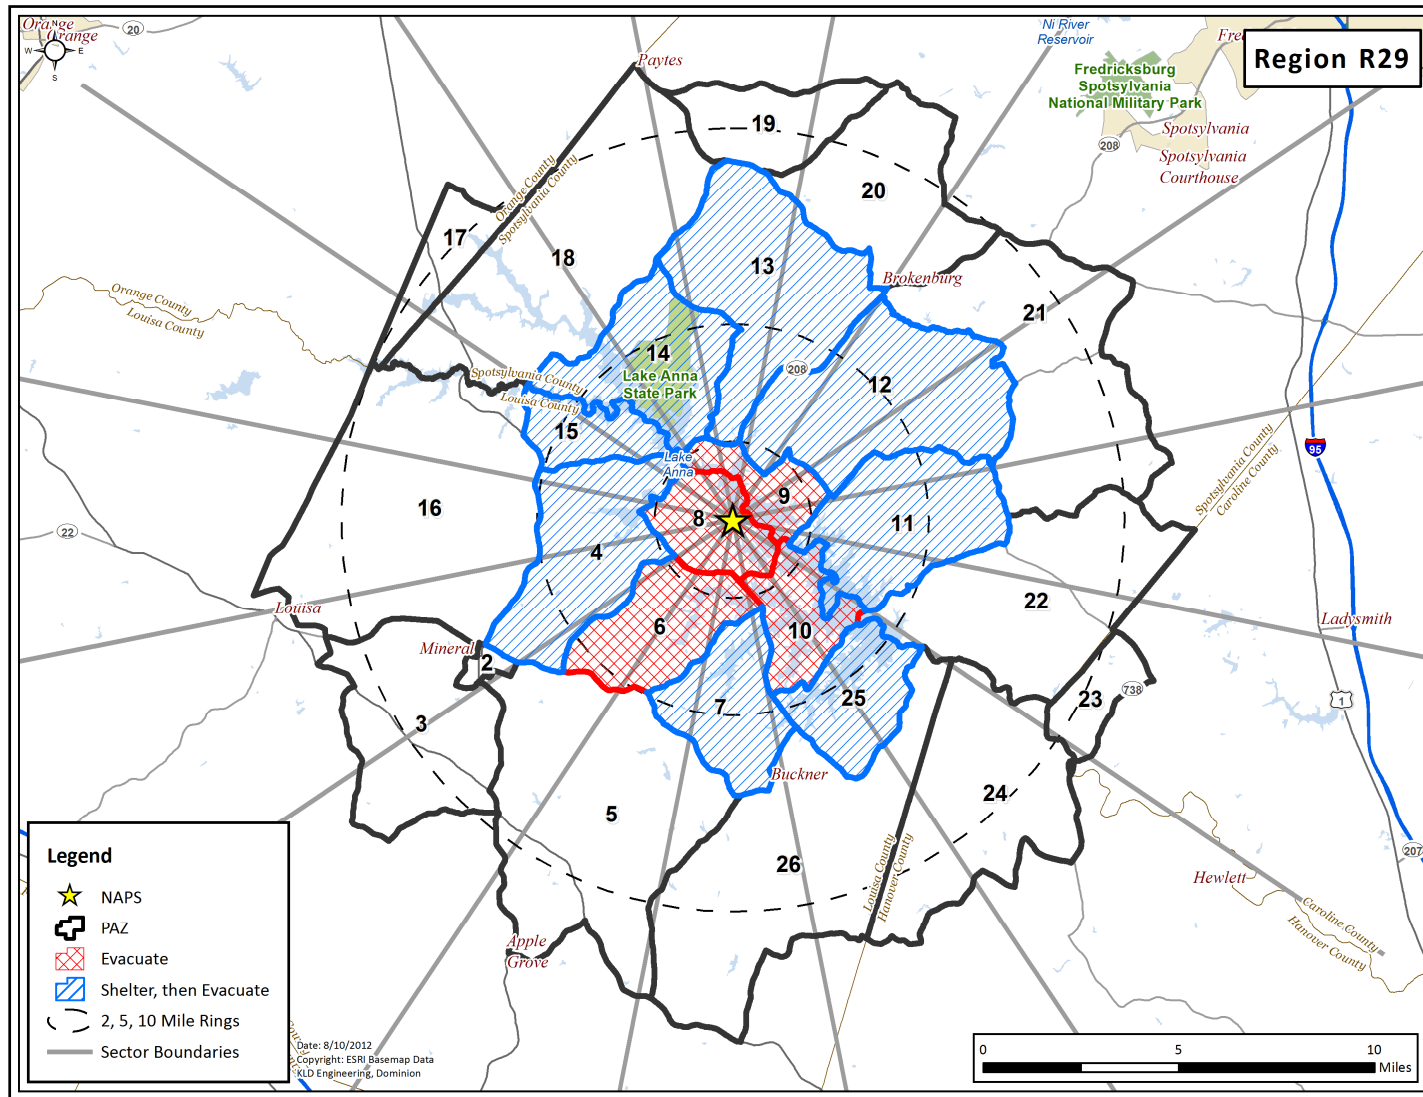 Orange
Orange
N
W
E
S
20
Paytes
Ni River
Reservoir
Fredricksburg
Spotsylvania
National Military Park
Region R29
208
Spotsylvania
Spotsylvania
Courthouse
19
20
17
18
Orange County
Spotsylvania County
13
Brokenburg
21
Orange County
Louisa County
14
Lake Anna
State Park
208
12
Spotsylvania County
Louisa County
15
Lake
Anna
9
95
Spotsylvania County
Caroline County
16
8
11
22
4
Louisa
22
Ladysmith
6
10
Mineral
2
3
7
25
23
738
1
Buckner
5
24
26
Louisa County
Hanover County
207
Hewlett
Caroline County
Hanover County
Apple
Grove
Legend
NAPS
PAZ
Evacuate
Shelter, then Evacuate
2, 5, 10 Mile Rings
Sector Boundaries
Date: 8/10/2012
Copyright: ESRI Basemap Data
KLD Engineering, Dominion
0
5
10
Miles